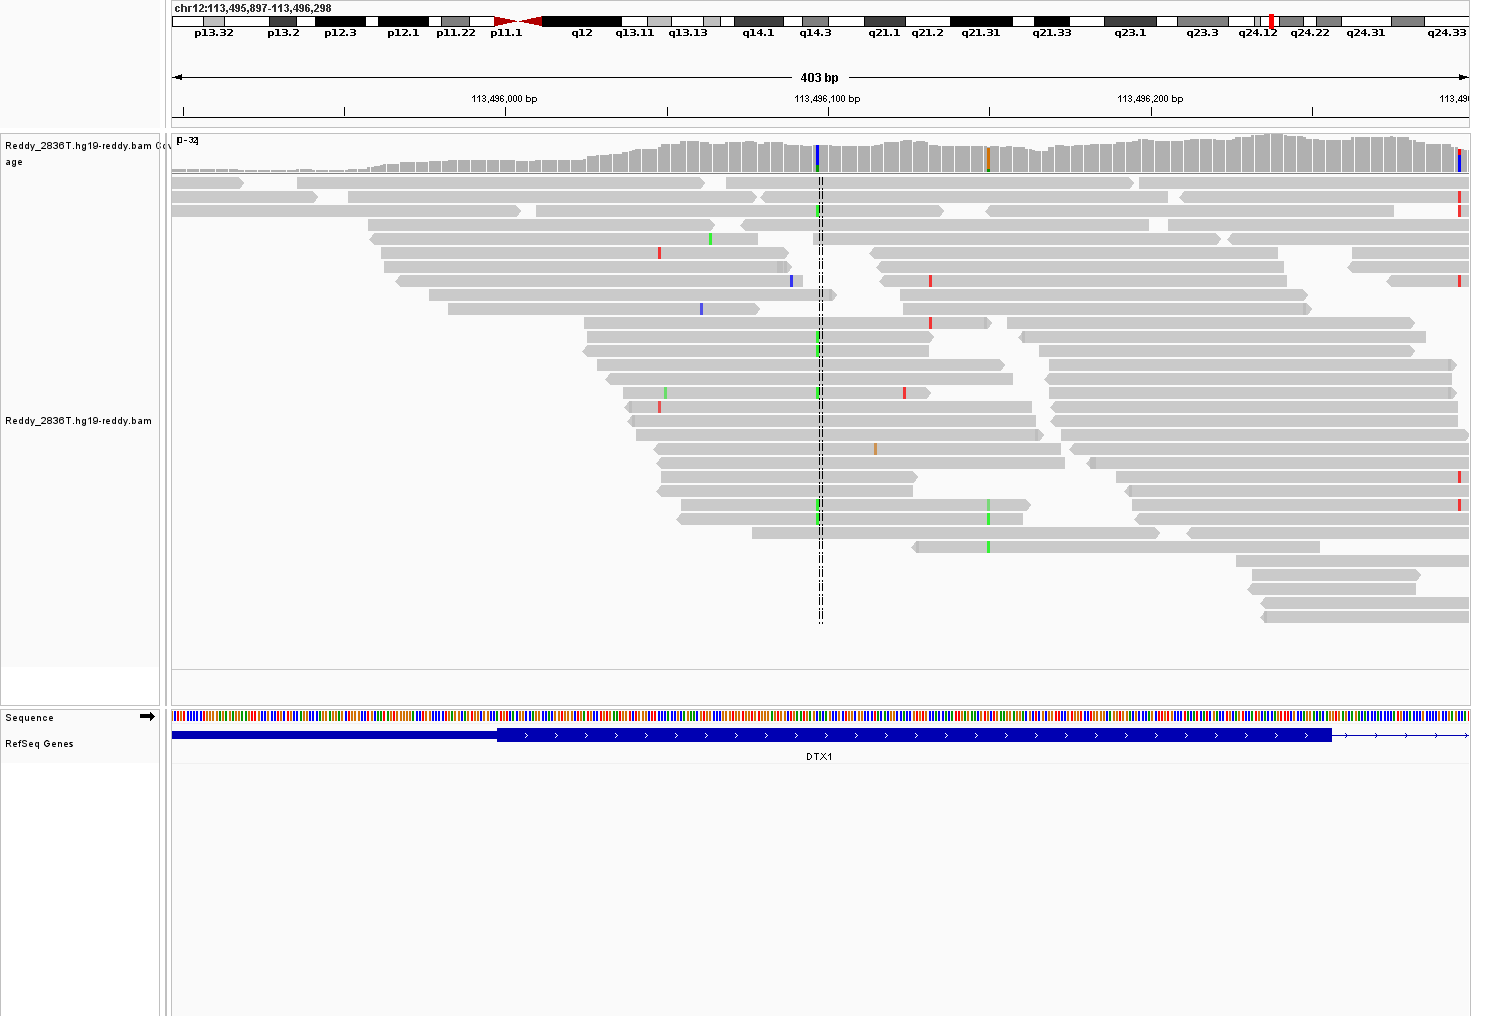 chr12:113,495,897-113,496,298
p13.32 p13.2 p12.3 p12.1 p11.22 p11.1 q12 q13.11 q13.13 q14.1 q14.3 q21.1 q21.2 q21.31 q21.33 q23.1 q23.3 q24.12 q24.22 q24.31 q24.33
403 bp
113,496,000 bp 113,496,100 bp 113,496,200 bp 113,490
Reddy_2836T.hg19-reddy.bam Cov
age
[0-32]
Reddy_2836T.hg19-reddy.bam
Sequence
RefSeq Genes
DTX1